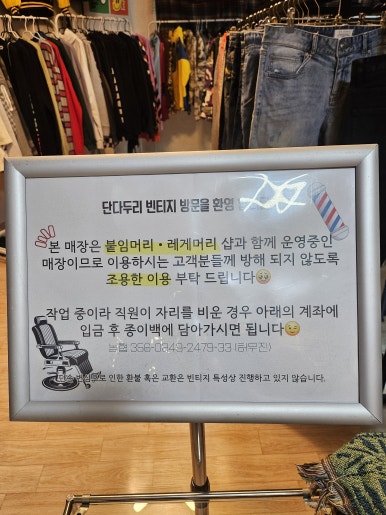 단다두리 빈티지 방문을 환영
본 매장은 붙임머리 • 레게머리 샵과 함께 운영중인
매장이므로 이용하시는 고객분들께 방해 되지 않도록
조용한 이용 부탁 드립니다
작업 중이라 직원이 자리를 비운 경우 아래의 계좌에
입금 후 종이백에 담아가시면 됩니다
농협 356-0843-2479-33 (허우진)
단순 변심으로 인한 환불 혹은 교환은 빈티지 특성상 진행하고 있지 않습니다.